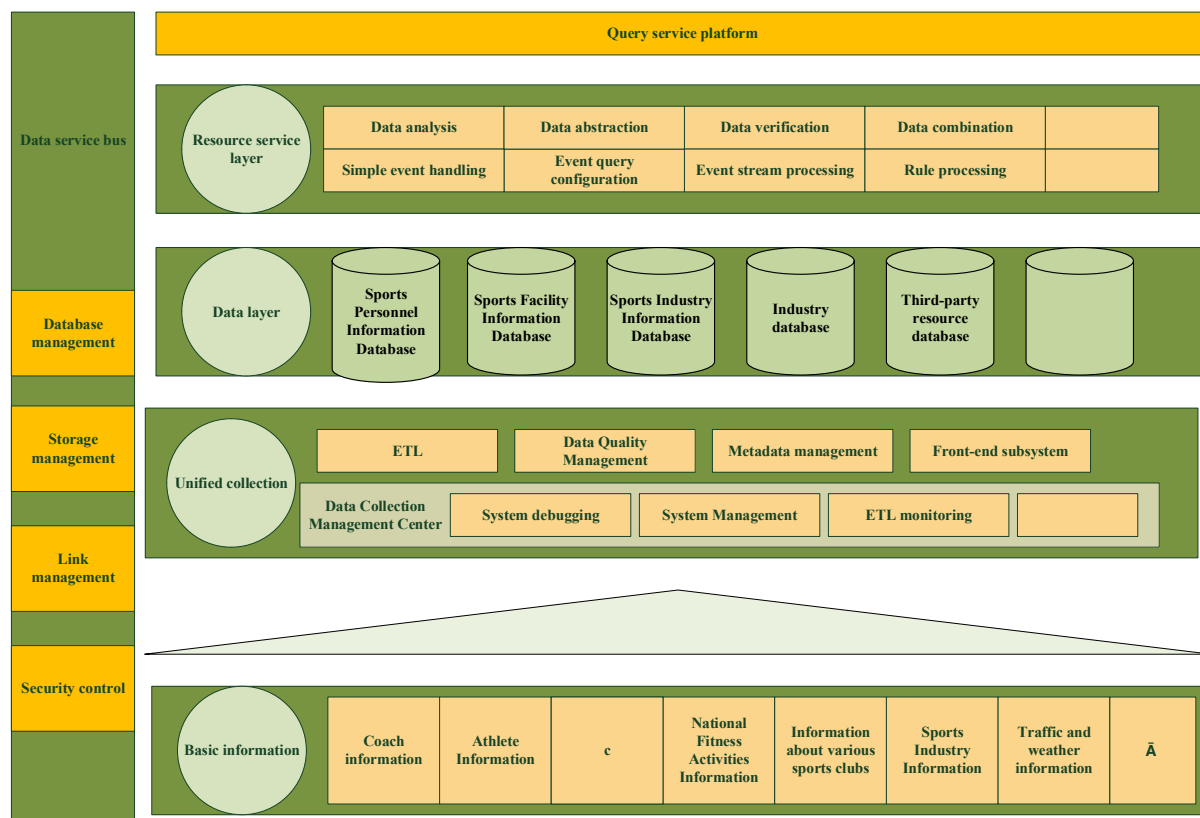 Query service platform
Data service bus
Database
management
Storage
management
Link
management
Security control
Resource service
layer
Data analysis
Data abstraction
Data verification
Data combination
Simple event handling
Event query
configuration
Event stream processing
Rule processing
Data layer
Sports
Personnel
Information
Database
Sports Facility
Information
Database
Sports Industry
Information
Database
Industry
database
Third-party
resource
database
Unified collection
ETL
Data Quality
Management
Metadata management
Front-end subsystem
Data Collection
Management Center
System debugging
System Management
ETL monitoring
Basic information
Coach
information
Athlete
Information
c
National
Fitness
Activities
Information
Information
about various
sports clubs
Sports
Industry
Information
Traffic and
weather
information
Ā